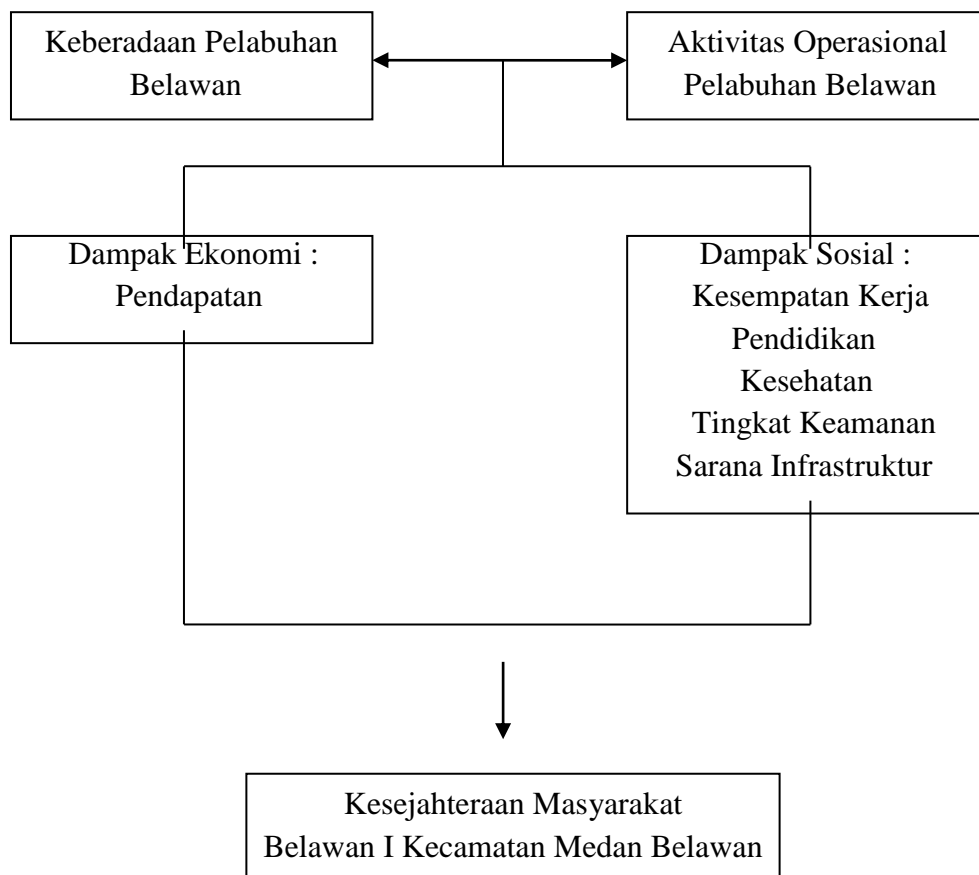 Keberadaan Pelabuhan
Belawan
Aktivitas Operasional
Pelabuhan Belawan
Dampak Ekonomi :
Pendapatan
Dampak Sosial :
Kesempatan Kerja
Pendidikan
Kesehatan
Tingkat Keamanan
Sarana Infrastruktur
Kesejahteraan Masyarakat
Belawan I Kecamatan Medan Belawan